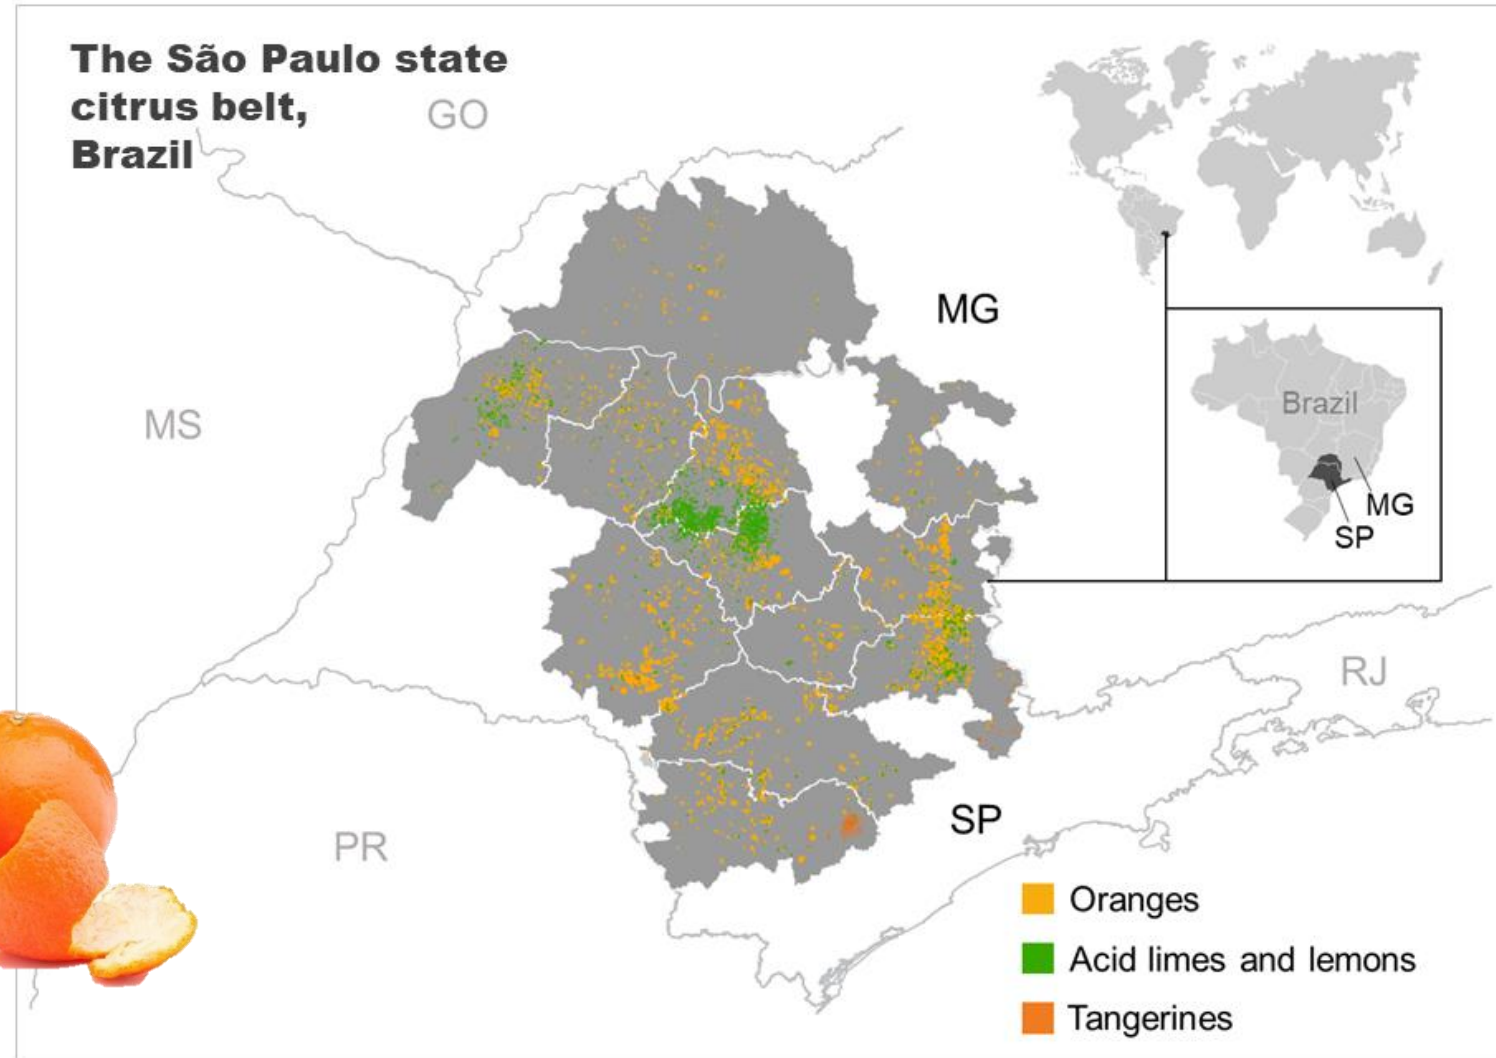 The São Paulo state
citrus belt,
Brazil
GO
MG
MS
Brazil
MG
SP
RJ
SP
PR
Oranges
Acid limes and lemons
Tangerines